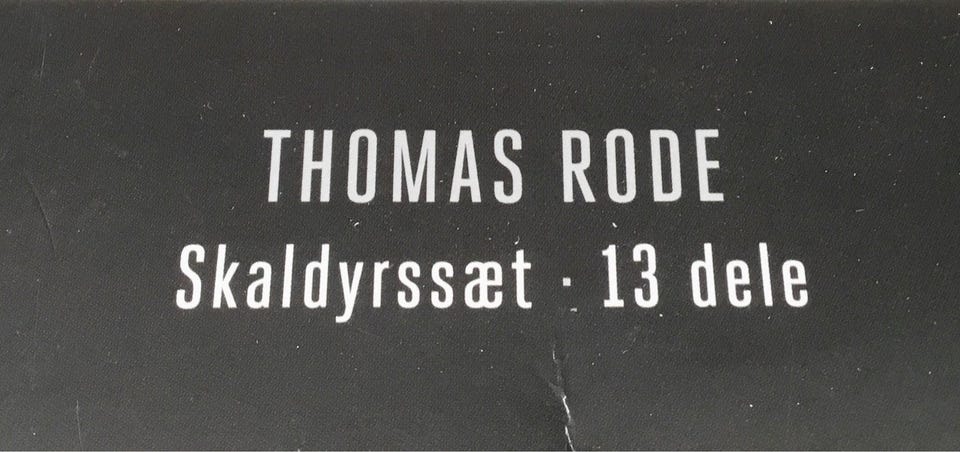 THOMAS RODE
Skaldyrssæt · 13 dele